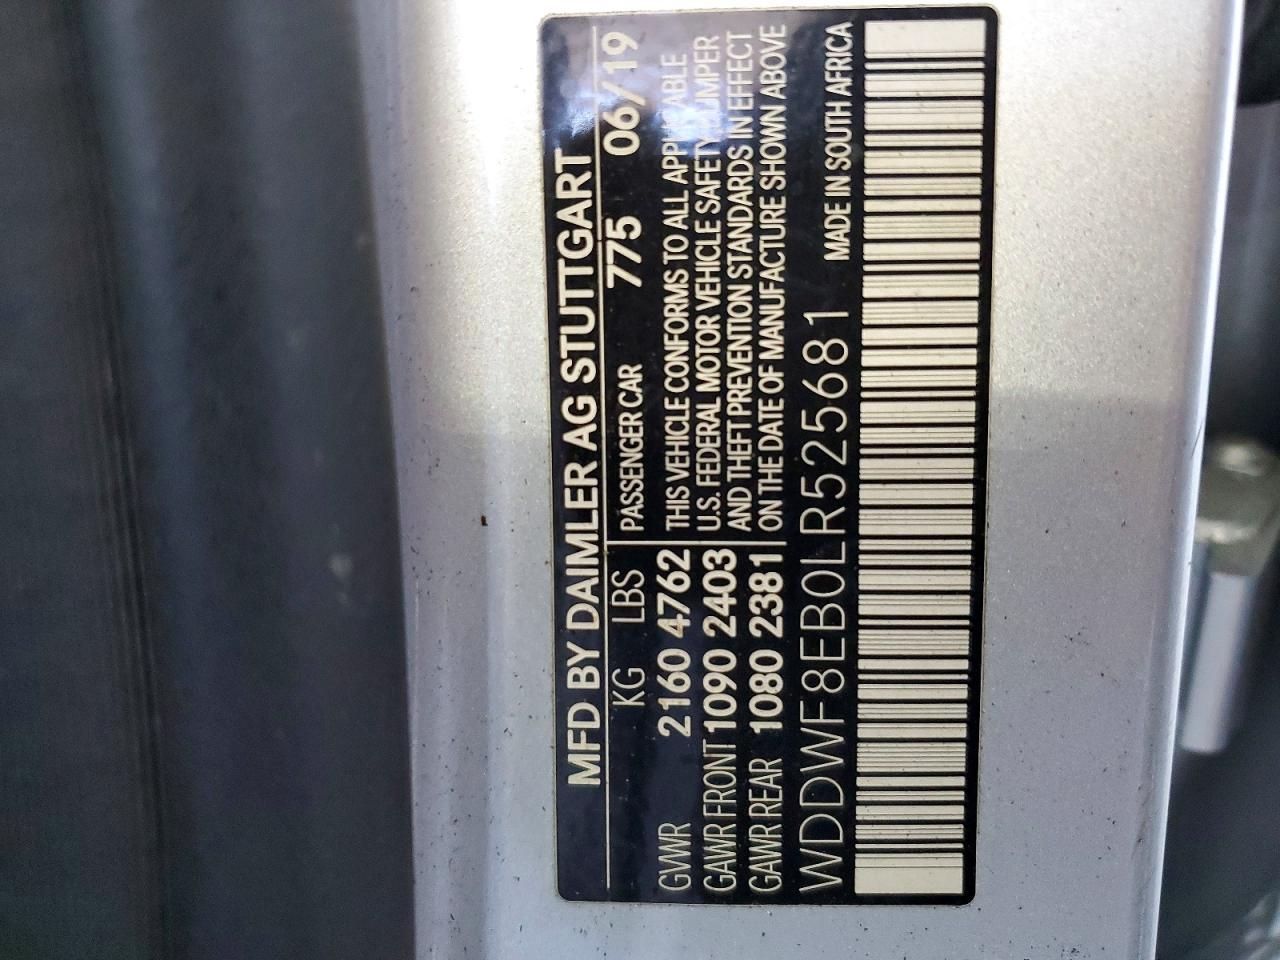 MFD BY DAIMLER AG STUTTGART
KG LBS PASSENGER CAR 775 06/19
GVWR 2160 4762 THIS VEHICLE CONFORMS TO ALL APPLICABLE
GAWR FRONT 1090 2403 U.S. FEDERAL MOTOR VEHICLE SAFETY BUMPER
GAWR REAR 1080 2381 AND THEFT PREVENTION STANDARDS IN EFFECT
ON THE DATE OF MANUFACTURE SHOWN ABOVE
WDDWF8EB0LR525681 MADE IN SOUTH AFRICA